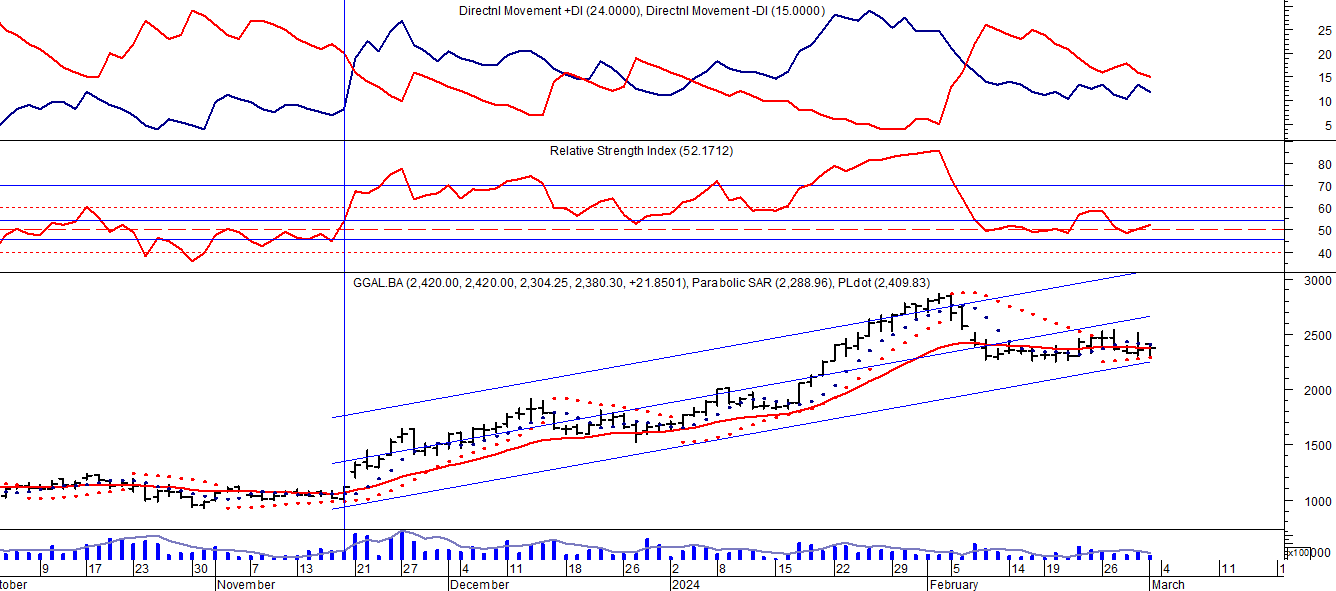 Directnl Movement +DI (24.0000), Directnl Movement -DI (15.0000)
25
20
15
10
5
Relative Strength Index (52.1712)
80
70
60
50
40
GGAL.BA (2,420.00, 2,420.00, 2,304.25, 2,380.30, +21.8501), Parabolic SAR (2,288.96), PLdot (2,409.83)
3000
2500
2000
1500
1000
x100
000
9 17 23 30 7 13 21 27 4 11 18 26 2 8 15 22 29 5 14 19 26 4 11 1
tober November December 2024 February March